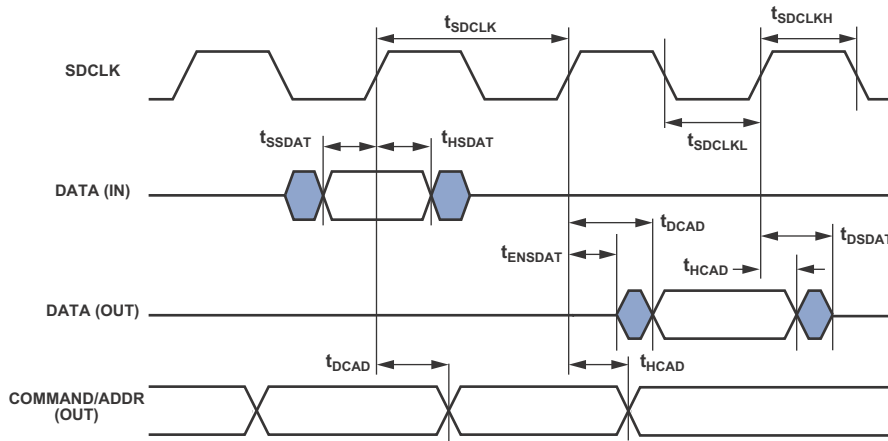 tSDCLK
tSDCLKH
SDCLK
tSSDAT
tHSDAT
tSDCLKL
DATA (IN)
tDCAD
tDSDAT
tENSDAT
tHCAD
DATA (OUT)
tDCAD
tHCAD
COMMAND/ADDR
(OUT)